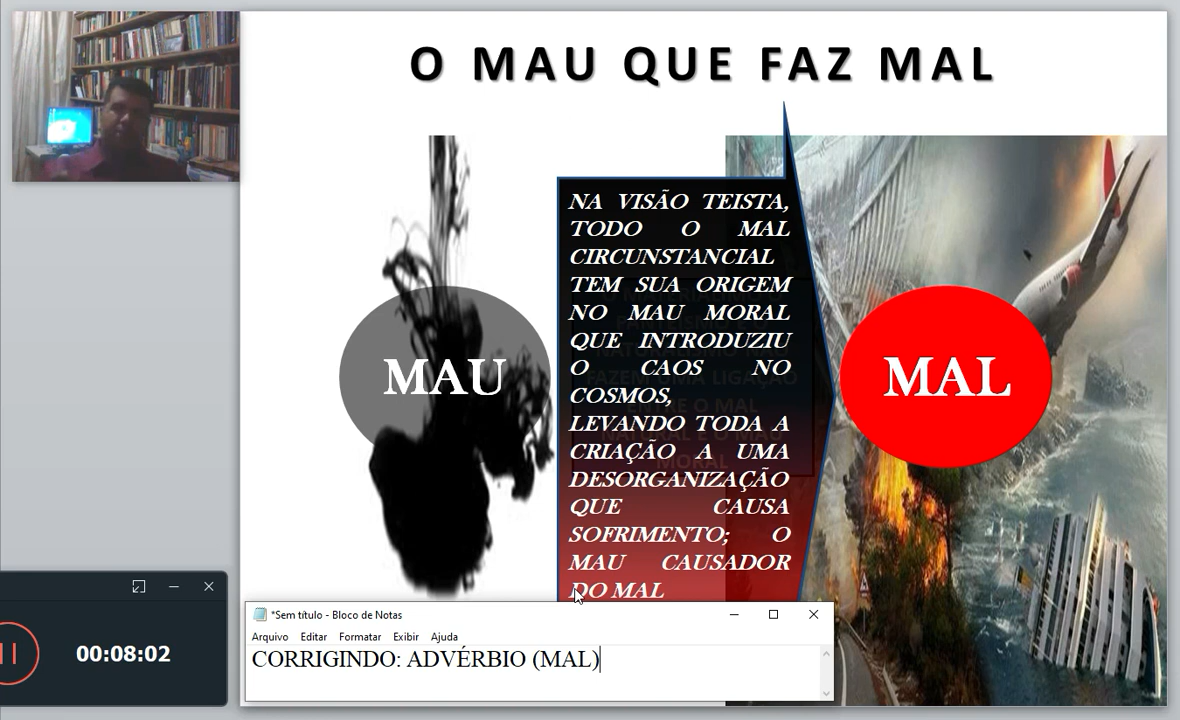 O MAU QUE FAZ MAL
MAU
NA VISÃO TEISTA,
TODO O MAL
CIRCUNSTANCIAL
TEM SUA ORIGEM
NO MAU MORAL
QUE INTRODUZIU
O CAOS NO
COSMOS,
LEVANDO TODA A
CRIAÇÃO A UMA
DESORGANIZAÇÃO
QUE CAUSA
SOFRIMENTO; O
MAU CAUSADOR
DO MAL
MAL
*Sem título - Bloco de Notas
Arquivo Editar Formatar Exibir Ajuda
CORRIGINDO: ADVÉRBIO (MAL)
00:08:02